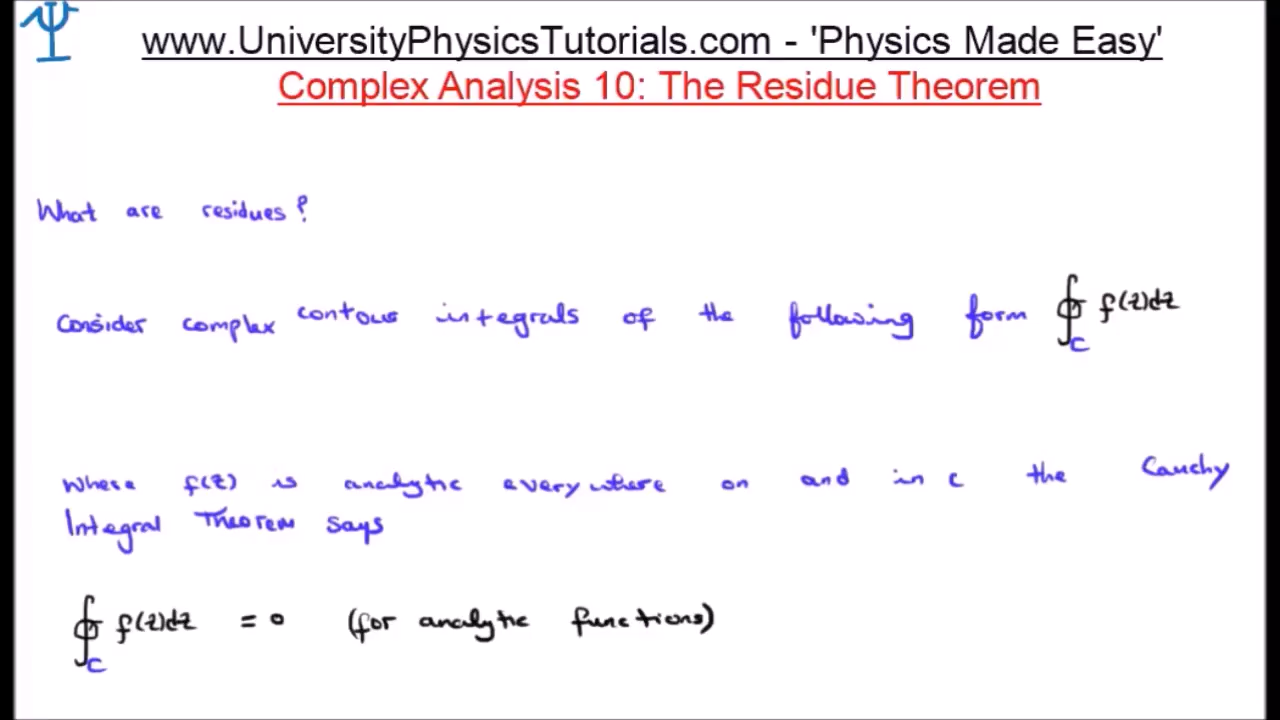 www.UniversityPhysicsTutorials.com - 'Physics Made Easy'
Complex Analysis 10: The Residue Theorem
What are residues?
Consider complex contour integrals of the following form ∮_C f(z)dz
Where f(z) is analytic everywhere on and in c the Cauchy
Integral Theorem says
∮_C f(z)dz = 0 (for analytic functions)